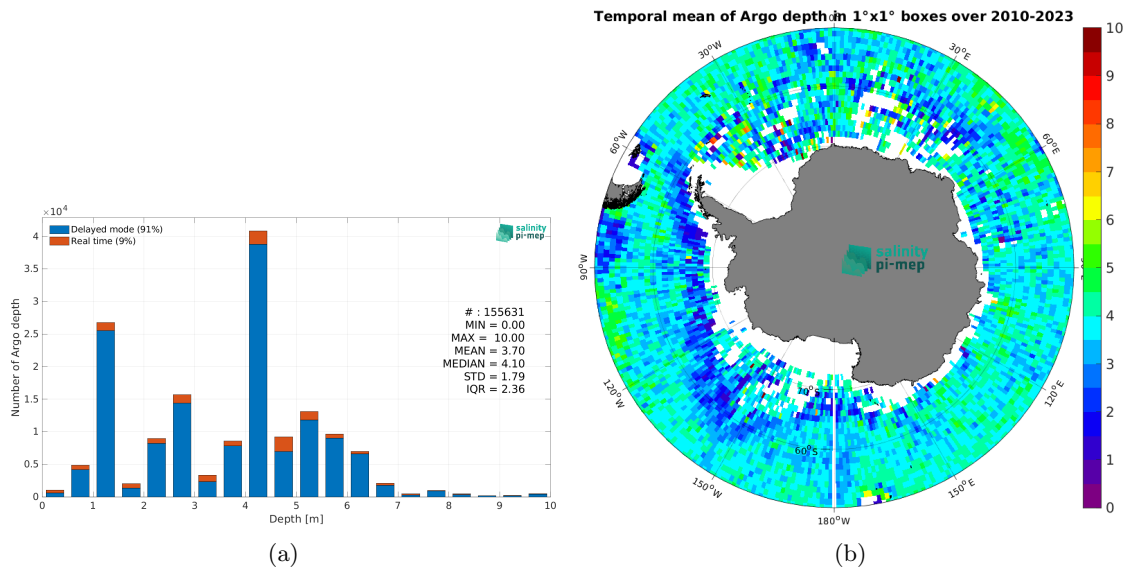 ×10⁴
4
3.5
3
2.5
2
1.5
1
0.5
0
Number of Argo depth
Delayed mode (91%)
Real time (9%)
salinity
pi-mep
# : 155631
MIN = 0.00
MAX = 10.00
MEAN = 3.70
MEDIAN = 4.10
STD = 1.79
IQR = 2.36
0 1 2 3 4 5 6 7 8 9 10
Depth [m]
(a)
Temporal mean of Argo depth in 1°x1° boxes over 2010-2023
30°W
30°E
60°W
60°E
90°W
120°W
120°E
150°W
150°E
180°W
70°S
60°S
salinity
pi-mep
10
9
8
7
6
5
4
3
2
1
0
(b)